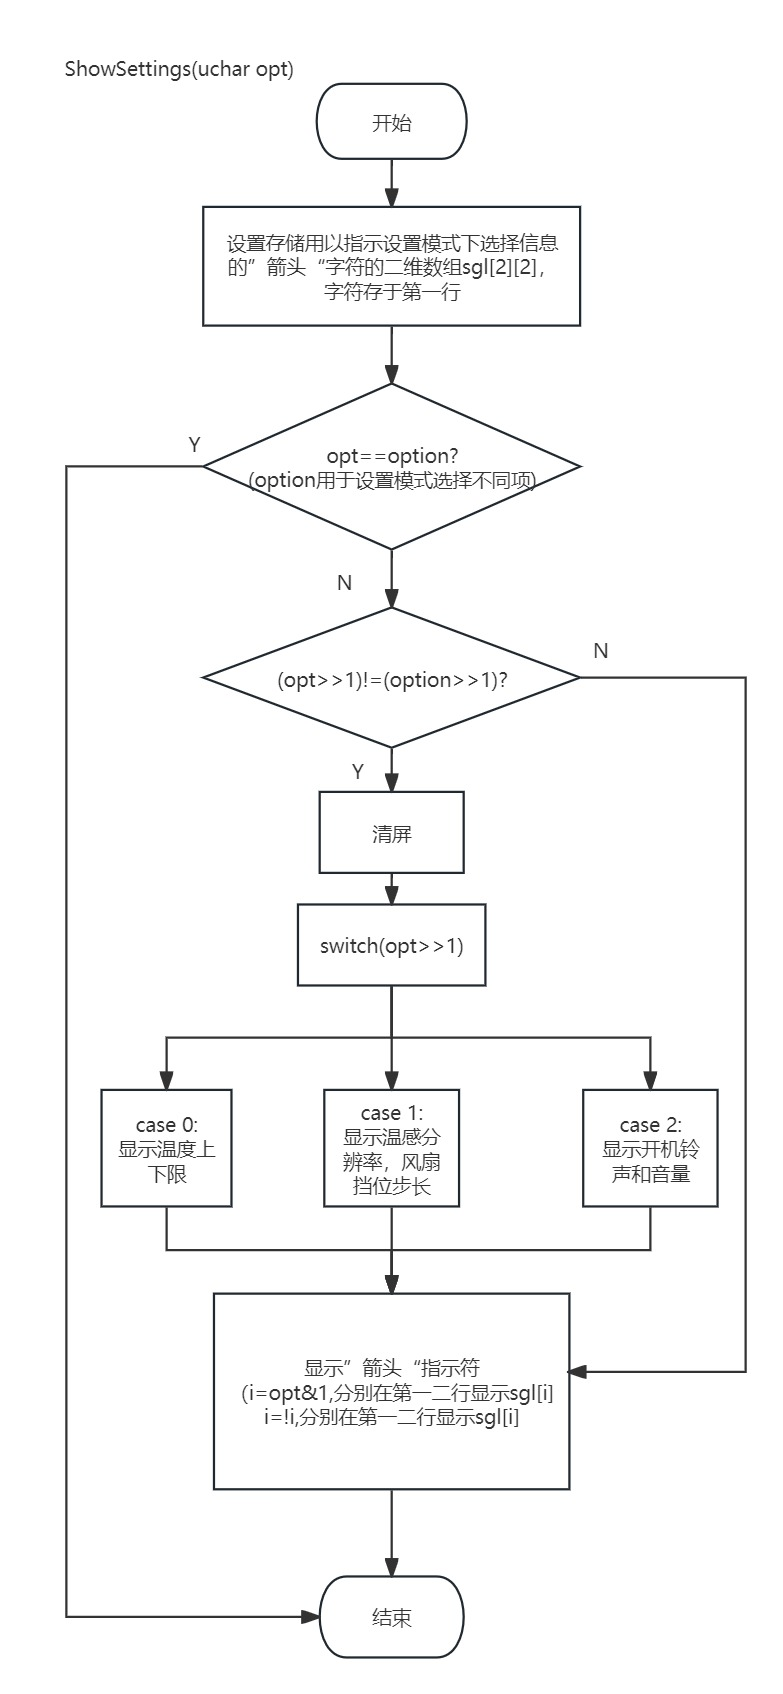 ShowSettings(uchar opt)
开始
设置存储用以指示设置模式下选择信息
的”箭头“字符的二维数组sgl[2][2],
字符存于第一行
Y
opt==option?
(option用于设置模式选择不同项)
N
N
(opt>>1)!=(option>>1)?
Y
清屏
switch(opt>>1)
case 0:
显示温度上
下限
case 1:
显示温感分
辨率，风扇
挡位步长
case 2:
显示开机铃
声和音量
显示”箭头“指示符
(i=opt&1,分别在第一二行显示sgl[i]
i=!i,分别在第一二行显示sgl[i]
结束